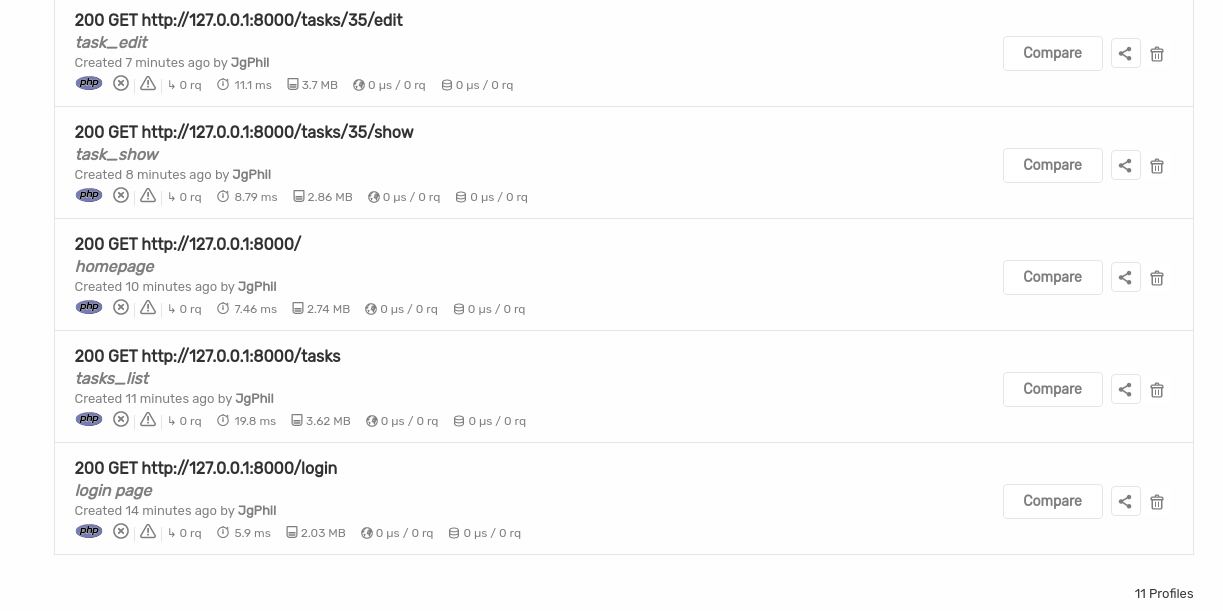 200 GET http://127.0.0.1:8000/tasks/35/edit
task_edit
Created 7 minutes ago by JgPhil
Compare
php ↳ 0 rq 11.1 ms 3.7 MB 0 µs / 0 rq 0 µs / 0 rq
200 GET http://127.0.0.1:8000/tasks/35/show
task_show
Created 8 minutes ago by JgPhil
Compare
php ↳ 0 rq 8.79 ms 2.86 MB 0 µs / 0 rq 0 µs / 0 rq
200 GET http://127.0.0.1:8000/
homepage
Created 10 minutes ago by JgPhil
Compare
php ↳ 0 rq 7.46 ms 2.74 MB 0 µs / 0 rq 0 µs / 0 rq
200 GET http://127.0.0.1:8000/tasks
tasks_list
Created 11 minutes ago by JgPhil
Compare
php ↳ 0 rq 19.8 ms 3.62 MB 0 µs / 0 rq 0 µs / 0 rq
200 GET http://127.0.0.1:8000/login
login page
Created 14 minutes ago by JgPhil
Compare
php ↳ 0 rq 5.9 ms 2.03 MB 0 µs / 0 rq 0 µs / 0 rq
11 Profiles